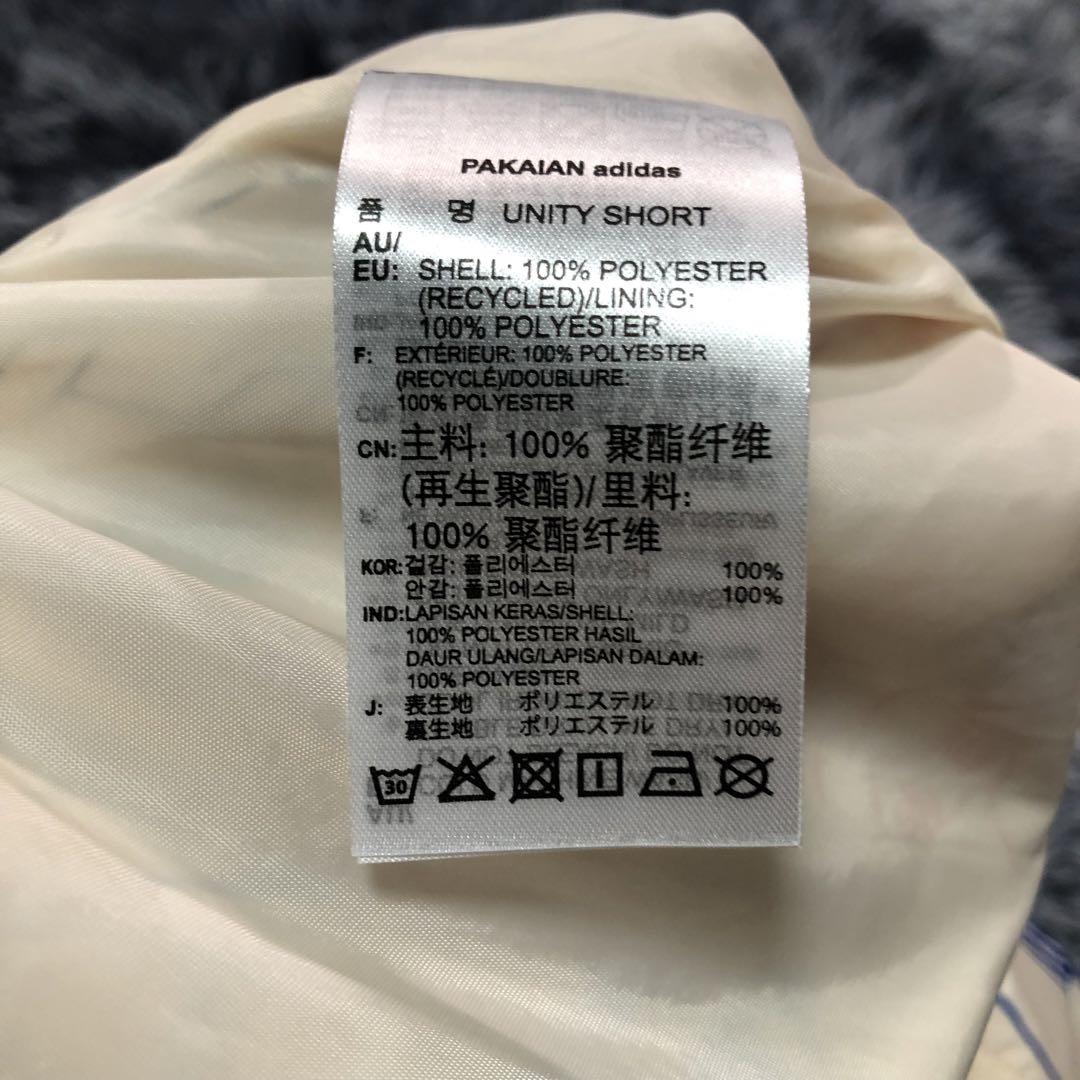 PAKAIAN adidas
품 명 UNITY SHORT
AU/
EU: SHELL: 100% POLYESTER
(RECYCLED)/LINING:
100% POLYESTER
F: EXTÉRIEUR: 100% POLYESTER
(RECYCLÉ)/DOUBLURE:
100% POLYESTER
CN: 主料: 100% 聚酯纤维
(再生聚酯)/里料:
100% 聚酯纤维
KOR: 겉감: 폴리에스터 100%
안감: 폴리에스터 100%
IND: LAPISAN KERAS/SHELL:
100% POLYESTER HASIL
DAUR ULANG/LAPISAN DALAM:
100% POLYESTER
J: 表生地 ポリエステル 100%
裏生地 ポリエステル 100%
30